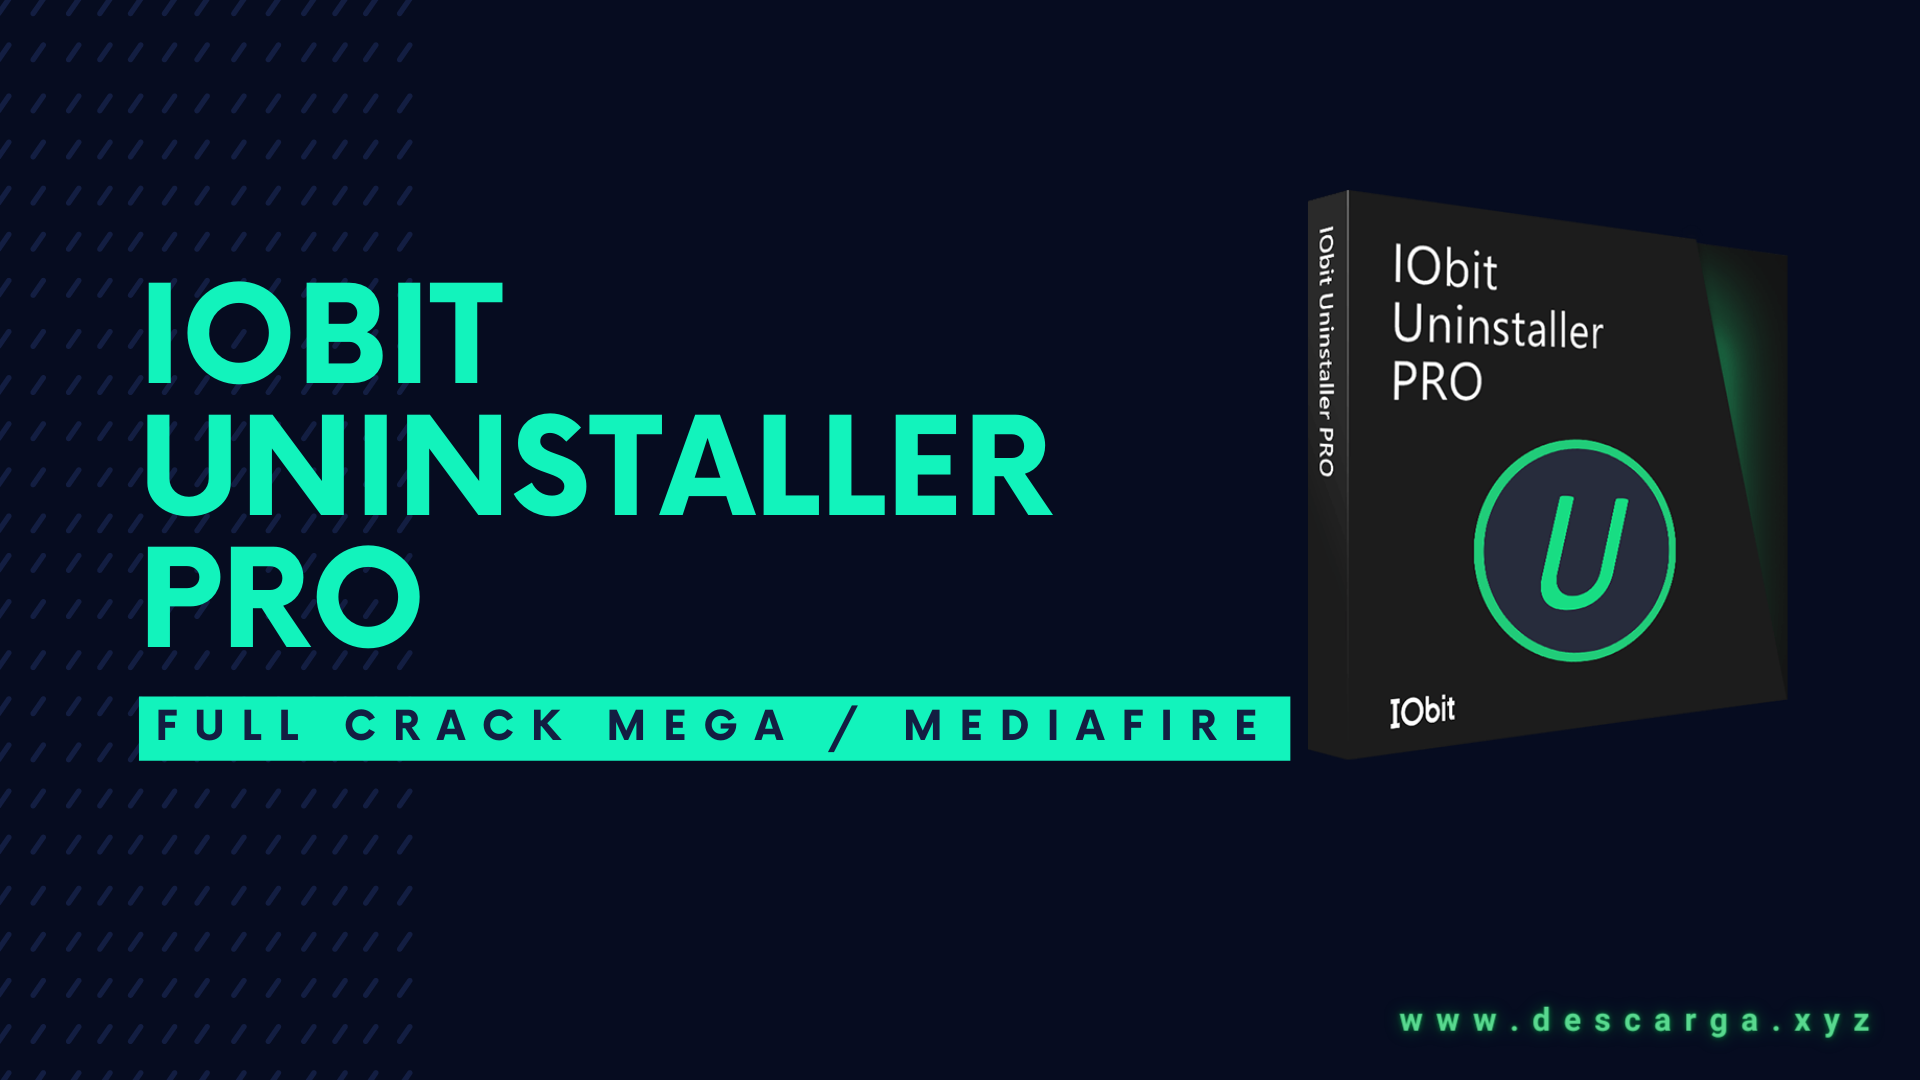 IOBIT
UNINSTALLER
PRO
FULL CRACK MEGA / MEDIAFIRE
IObit Uninstaller PRO
IObit
Uninstaller
PRO
U
IObit
www.descarga.xyz